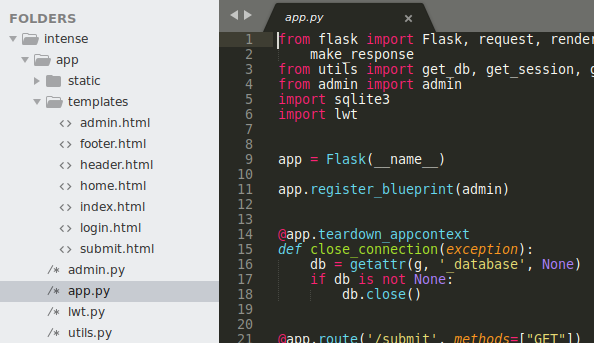 FOLDERS
intense
app
static
templates
admin.html
footer.html
header.html
home.html
index.html
login.html
submit.html
admin.py
app.py
lwt.py
utils.py
app.py
1 from flask import Flask, request, render
2 make_response
3 from utils import get_db, get_session, g
4 from admin import admin
5 import sqlite3
6 import lwt
7
8
9 app = Flask(__name__)
10
11 app.register_blueprint(admin)
12
13
14 @app.teardown_appcontext
15 def close_connection(exception):
16 db = getattr(g, '_database', None)
17 if db is not None:
18 db.close()
19
20
21 @app.route('/submit', methods=["GET"])